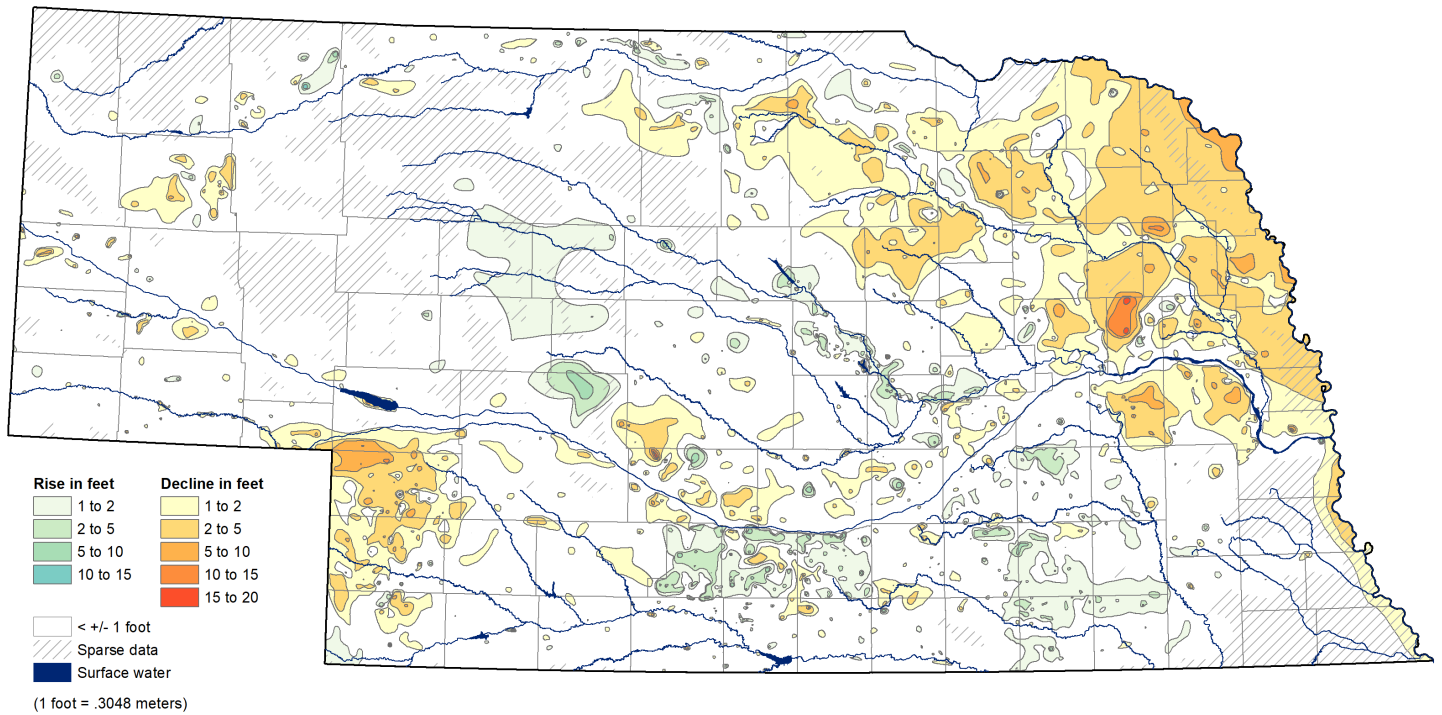 Rise in feet
1 to 2
2 to 5
5 to 10
10 to 15
Decline in feet
1 to 2
2 to 5
5 to 10
10 to 15
15 to 20
< +/- 1 foot
Sparse data
Surface water
(1 foot = .3048 meters)